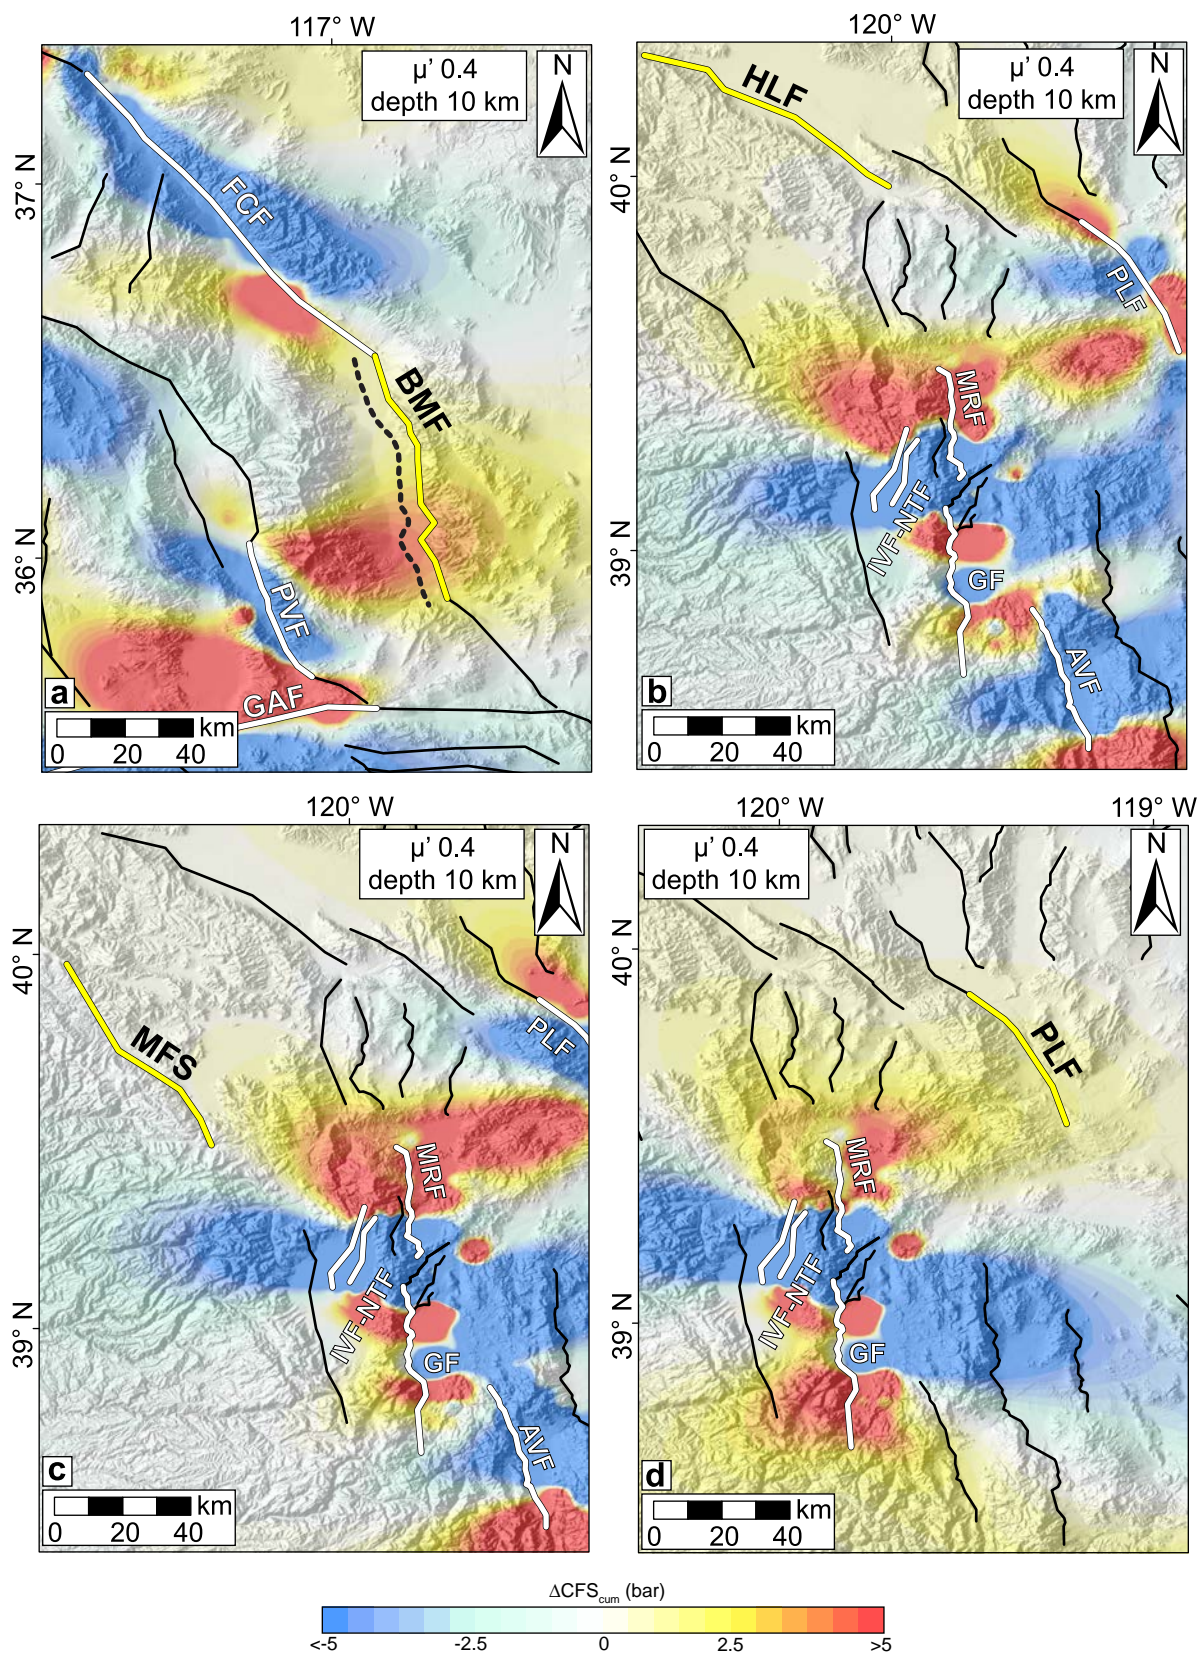 117° W
120° W
µ' 0.4
depth 10 km
N
37° N
36° N
FCF
BMF
PVF
GAF
a
km
0 20 40
µ' 0.4
depth 10 km
N
40° N
39° N
HLF
PLF
MRF
IVF-NTF
GF
AVF
b
km
0 20 40
120° W
120° W
119° W
µ' 0.4
depth 10 km
N
40° N
39° N
MFS
PLF
MRF
IVF-NTF
GF
AVF
c
km
0 20 40
µ' 0.4
depth 10 km
N
40° N
39° N
PLF
MRF
IVF-NTF
GF
d
km
0 20 40
ΔCFScum (bar)
<-5 -2.5 0 2.5 >5